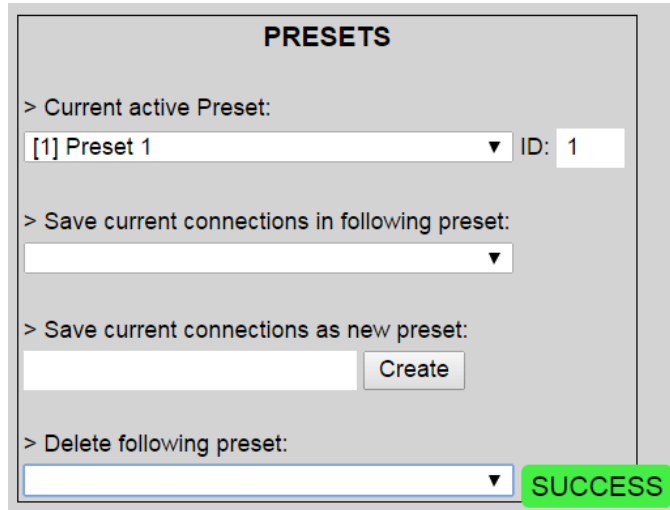 PRESETS
> Current active Preset:
[1] Preset 1 ▼ ID: 1
> Save current connections in following preset:
▼
> Save current connections as new preset:
Create
> Delete following preset:
▼ SUCCESS